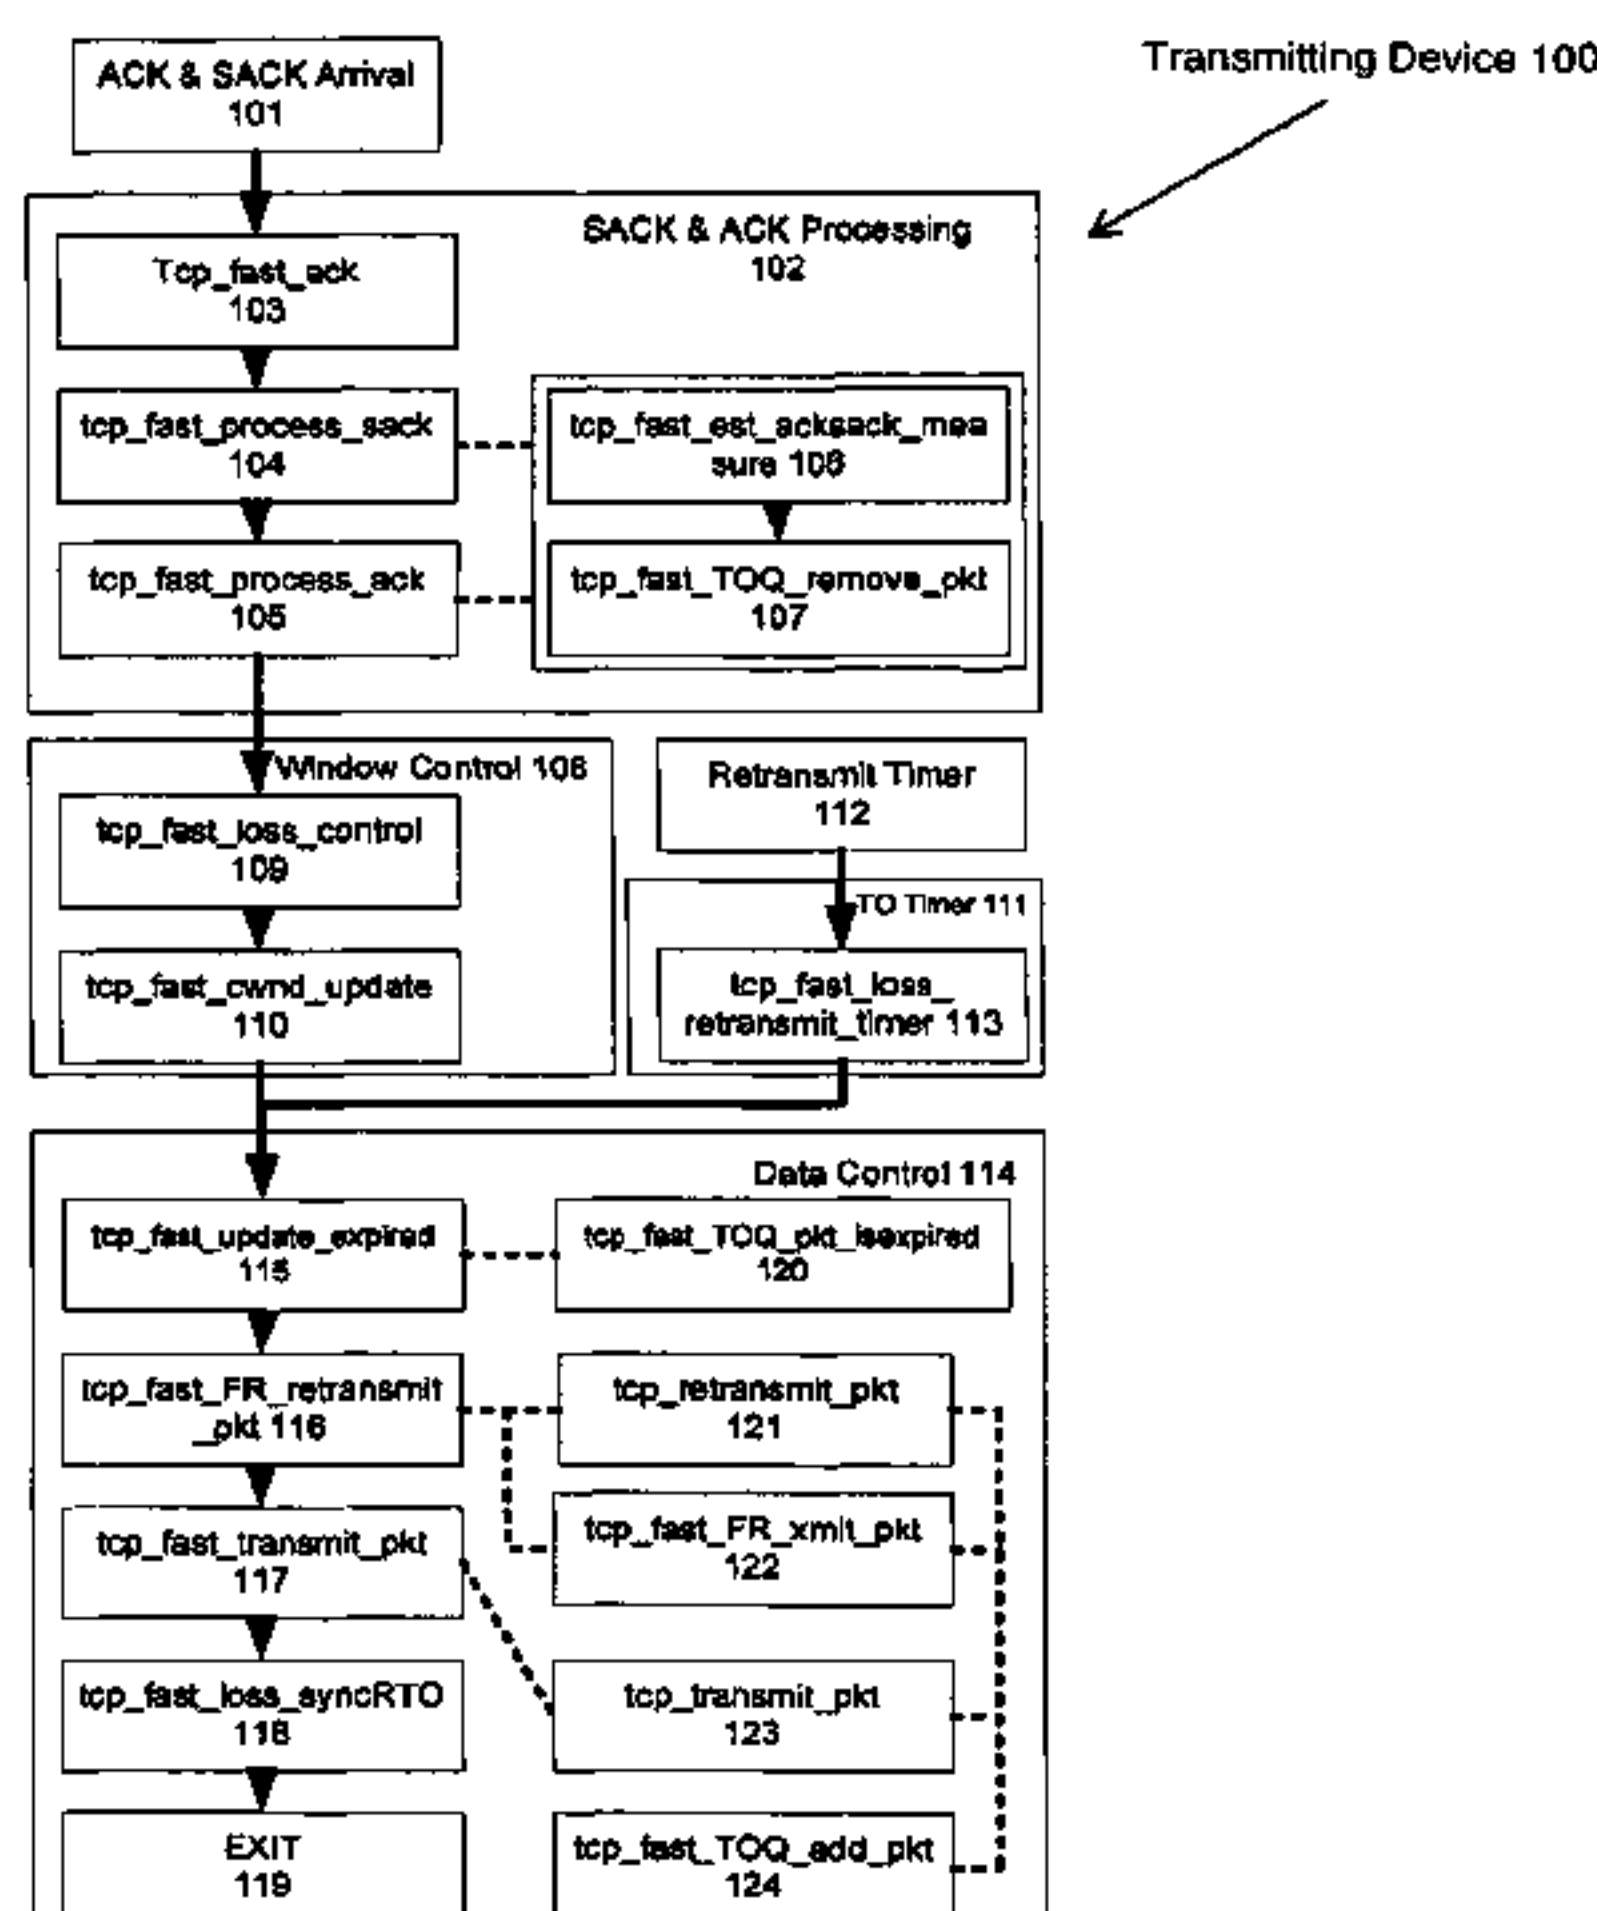 ACK & SACK Arrival
101
Transmitting Device 100
SACK & ACK Processing
102
Tcp_fast_ack
103
tcp_fast_process_sack
104
tcp_fast_est_acksack_mea
sure 106
tcp_fast_process_ack
105
tcp_fast_TOQ_remove_pkt
107
Window Control 108
tcp_fast_loss_control
109
tcp_fast_cwnd_update
110
Retransmit Timer
112
TO Timer 111
tcp_fast_loss_
retransmit_timer 113
Data Control 114
tcp_fast_update_expired
115
tcp_fast_TOQ_pkt_isexpired
120
tcp_fast_FR_retransmit
_pkt 116
tcp_retransmit_pkt
121
tcp_fast_FR_xmit_pkt
122
tcp_fast_transmit_pkt
117
tcp_fast_loss_syncRTO
118
tcp_transmit_pkt
123
EXIT
119
tcp_fast_TOQ_add_pkt
124